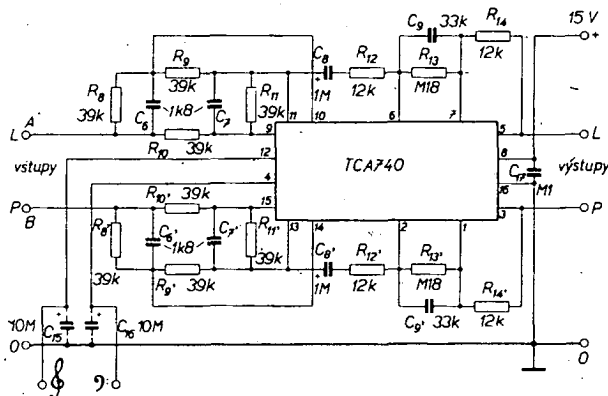 C9 33k R14
15 V
+
12k
R9
39k
C8
R12
R13
R8
39k
C6
1k8
C7
R11
39k
1M
12k
M18
11 10
6
7
A
L
39k
R10
9
5
L
12
8
vstupy
4
TCA740
16
C17
M1
výstupy
P
B
R10' 39k
15
3
P
R8'
C6'
1k8
C7'
R11'
13 14
2
1
C8'
R12'
R13'
39k
R9'
39k
39k
1M
12k
M18
R14'
C9' 33k
12k
10M
C15
C16 10M
0
0